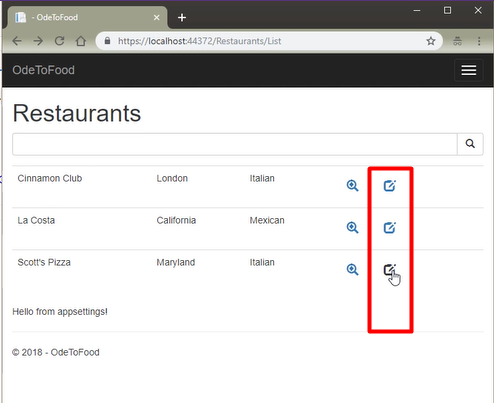 - OdeToFood
https://localhost:44372/Restaurants/List
OdeToFood
Restaurants
Cinnamon Club London Italian
La Costa California Mexican
Scott's Pizza Maryland Italian
Hello from appsettings!
© 2018 - OdeToFood